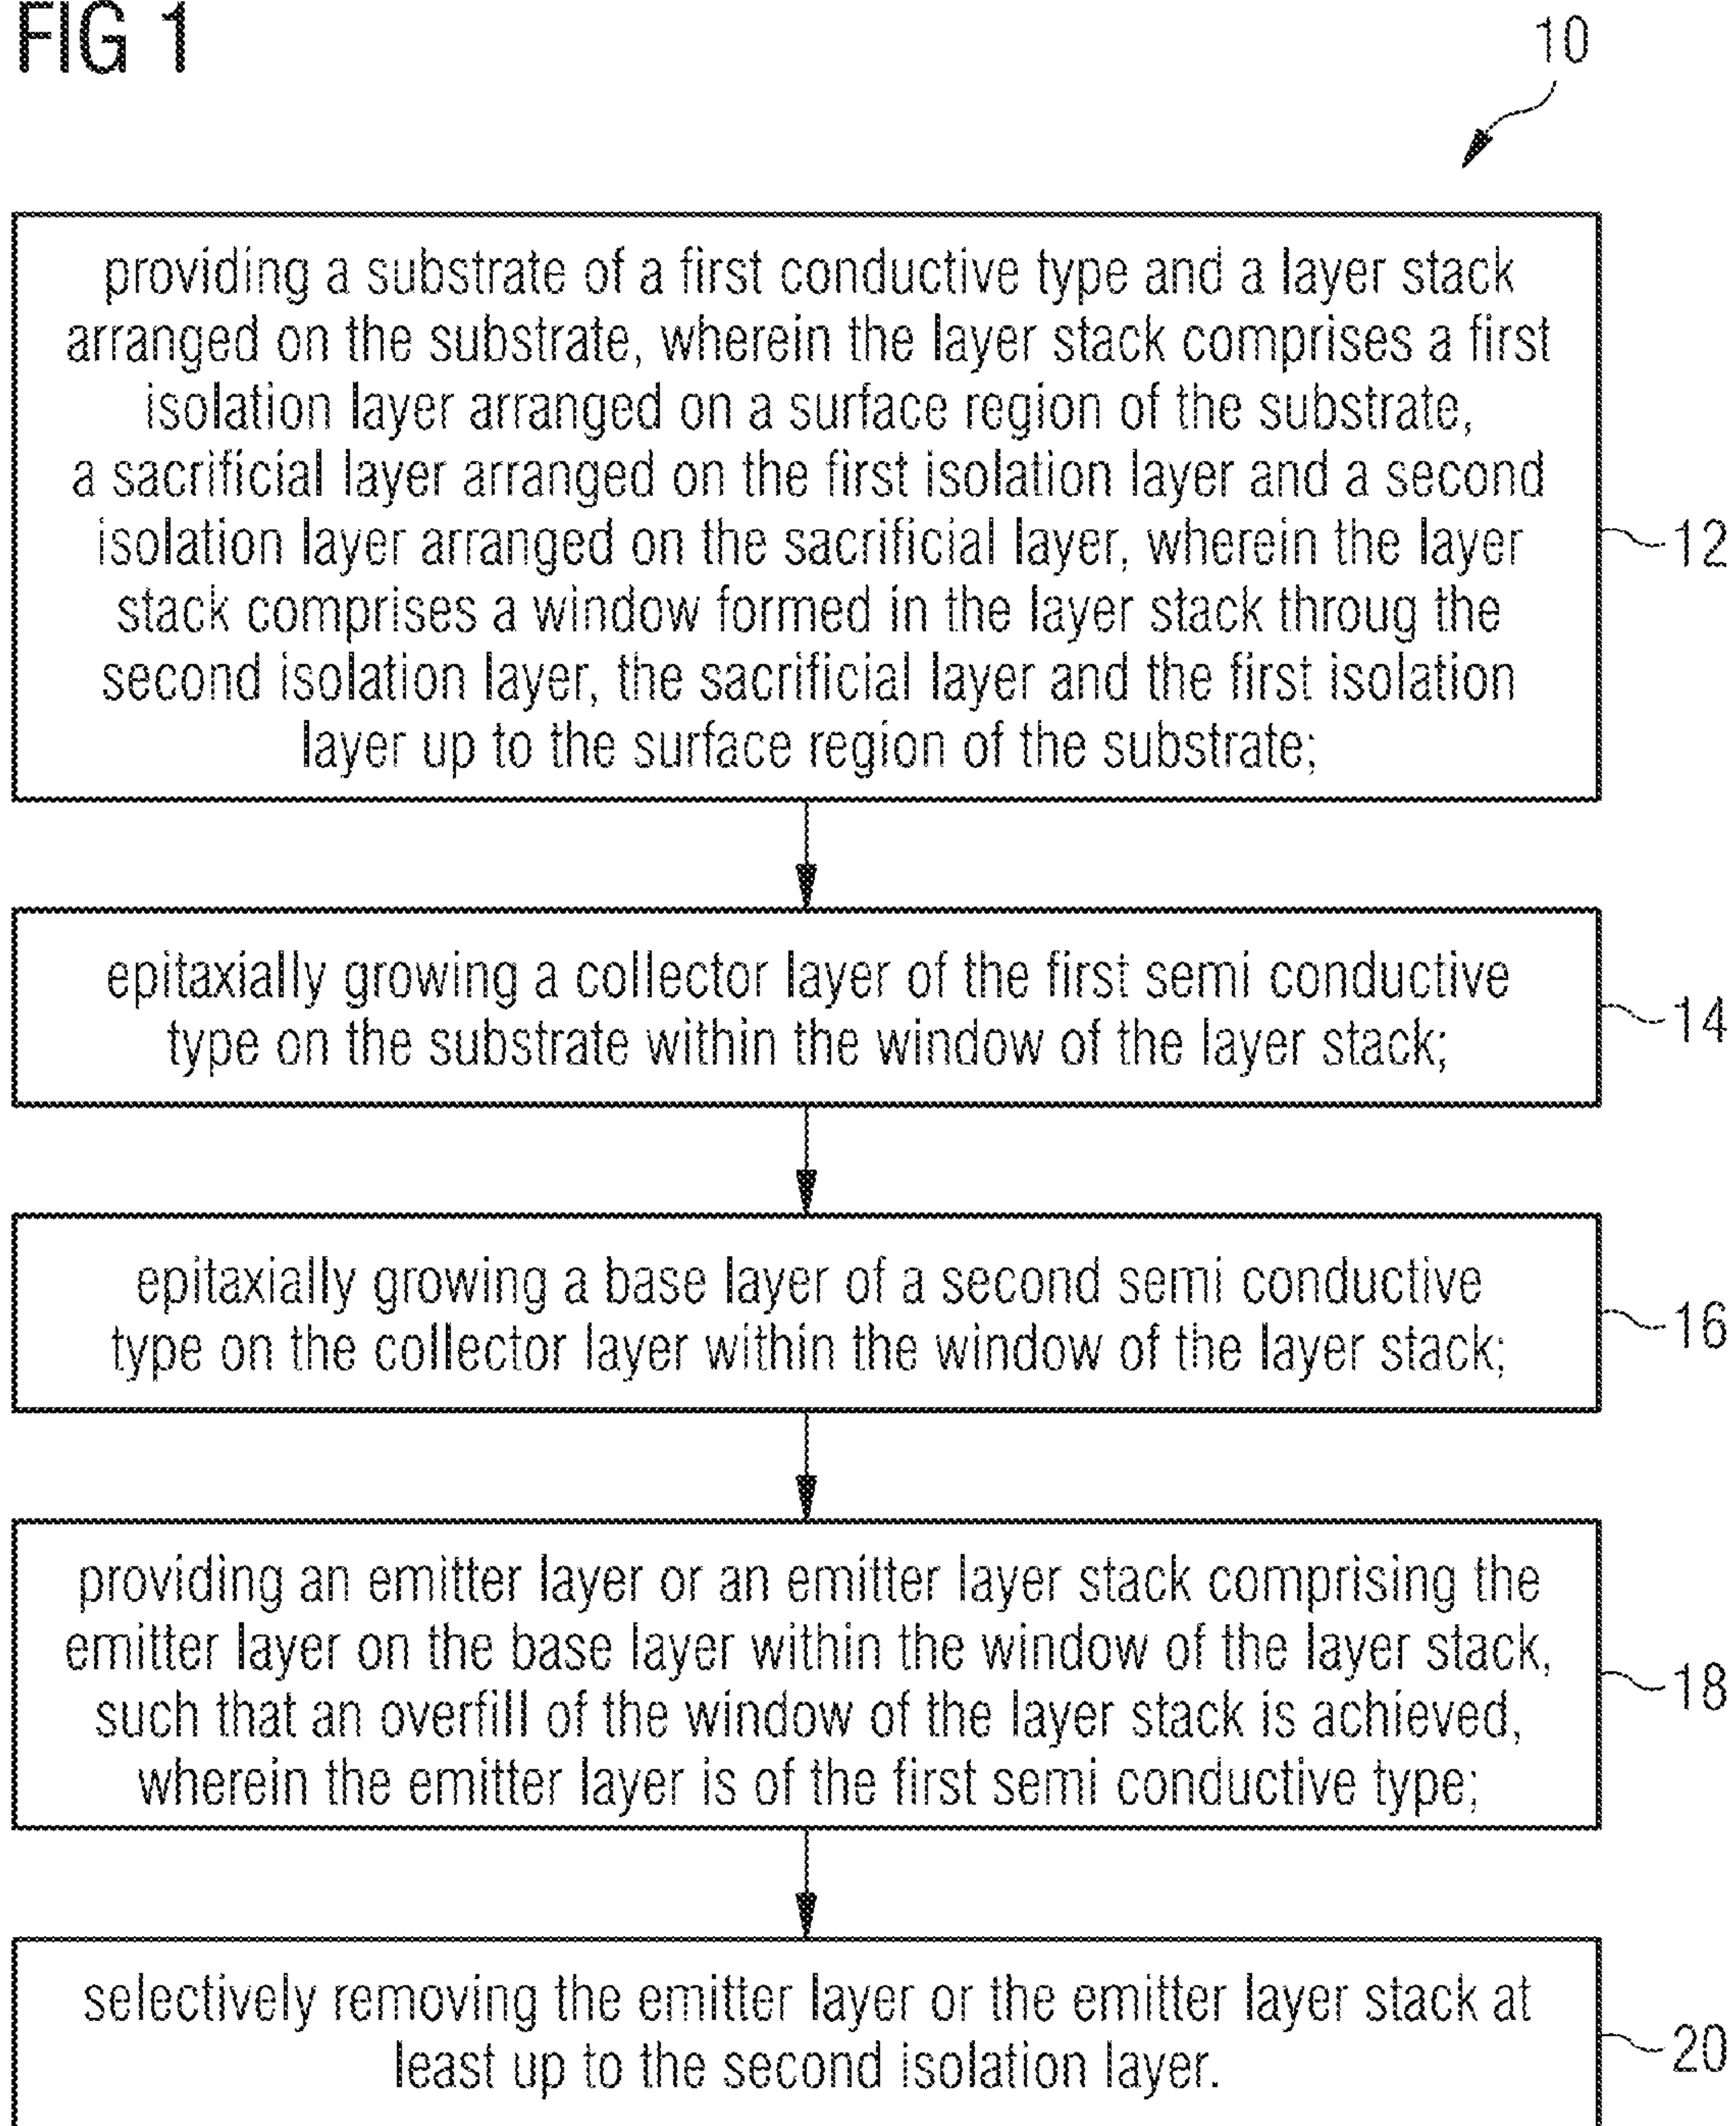 FIG 1
10
providing a substrate of a first conductive type and a layer stack
arranged on the substrate, wherein the layer stack comprises a first
isolation layer arranged on a surface region of the substrate,
a sacrificial layer arranged on the first isolation layer and a second
isolation layer arranged on the sacrificial layer, wherein the layer
stack comprises a window formed in the layer stack throug the
second isolation layer, the sacrificial layer and the first isolation
layer up to the surface region of the substrate;
12
epitaxially growing a collector layer of the first semi conductive
type on the substrate within the window of the layer stack;
14
epitaxially growing a base layer of a second semi conductive
type on the collector layer within the window of the layer stack;
16
providing an emitter layer or an emitter layer stack comprising the
emitter layer on the base layer within the window of the layer stack,
such that an overfill of the window of the layer stack is achieved,
wherein the emitter layer is of the first semi conductive type;
18
selectively removing the emitter layer or the emitter layer stack at
least up to the second isolation layer.
20